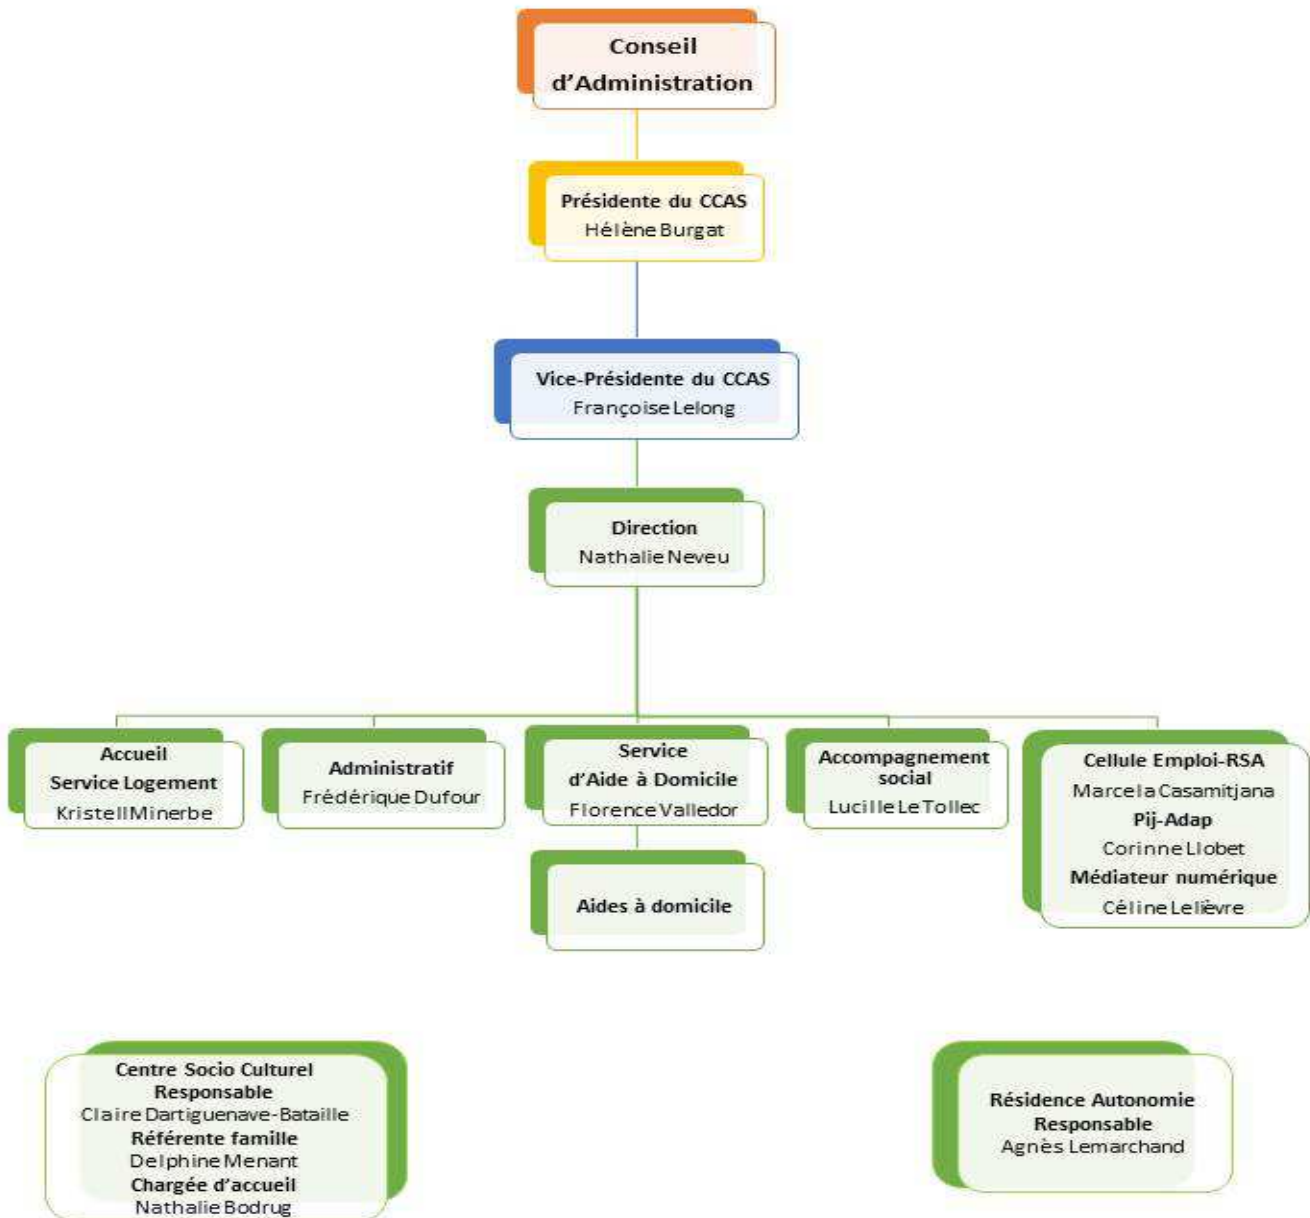 Conseil
d'Administration
Présidente du CCAS
Hélène Burgat
Vice-Présidente du CCAS
Françoise Lelong
Direction
Nathalie Neveu
Accueil
Service Logement
Kristell Minerbe
Administratif
Frédérique Dufour
Service
d'Aide à Domicile
Florence Valledor
Accompagnement
social
Lucille Le Tollec
Cellule Emploi-RSA
Marcela Casamitjana
Pij-Adap
Corinne Llobet
Médiateur numérique
Céline Lelièvre
Aides à domicile
Centre Socio Culturel
Responsable
Claire Dartiguenave-Bataille
Référente famille
Delphine Menant
Chargée d'accueil
Nathalie Bodrug
Résidence Autonomie
Responsable
Agnès Lemarchand